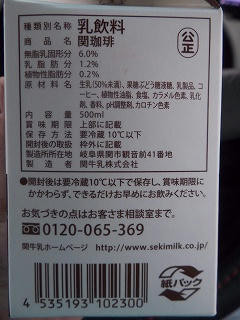 種類別名称 乳飲料
商品名 関珈琲
公正
無脂乳固形分 6.0%
乳脂肪分 1.2%
植物性脂肪分 0.2%
原材料名 生乳(50%未満)、果糖ぶどう糖液糖、乳製品、コ
ーヒー、植物性油脂、食塩、カラメル色素、乳化
剤、香料、pH調整剤、カロチン色素
内容量 500ml
賞味期限 上部に記載
保存方法 要冷蔵10℃以下
開封後の取扱 枠外に記載
製造所所在地 岐阜県関市観音前41番地
製造者 関牛乳株式会社
●開封後は要冷蔵10℃以下で保存し、賞味期限に
かかわらず、できるだけ早めにお飲みください。
お気づきの点はお客さま相談室まで。
0120-065-369
関牛乳ホームページ http://www.sekimilk.co.jp/
4 535193 102300
紙パック